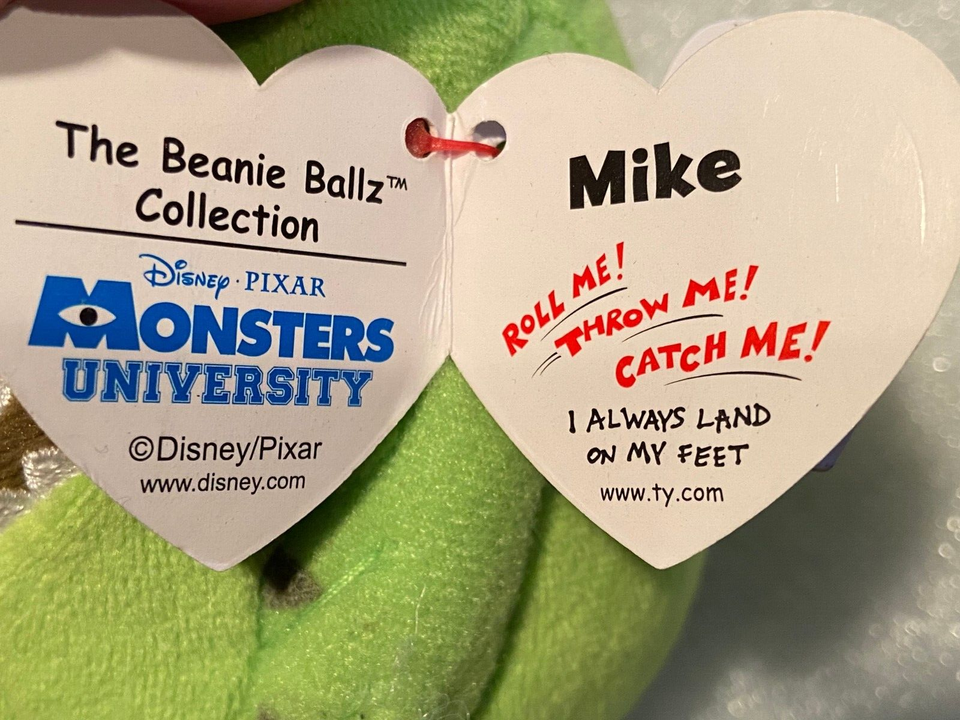 The Beanie Ballz™
Collection
Disney · PIXAR
MONSTERS
UNIVERSITY
©Disney/Pixar
www.disney.com
Mike
ROLL ME!
THROW ME!
CATCH ME!
I ALWAYS LAND
ON MY FEET
www.ty.com